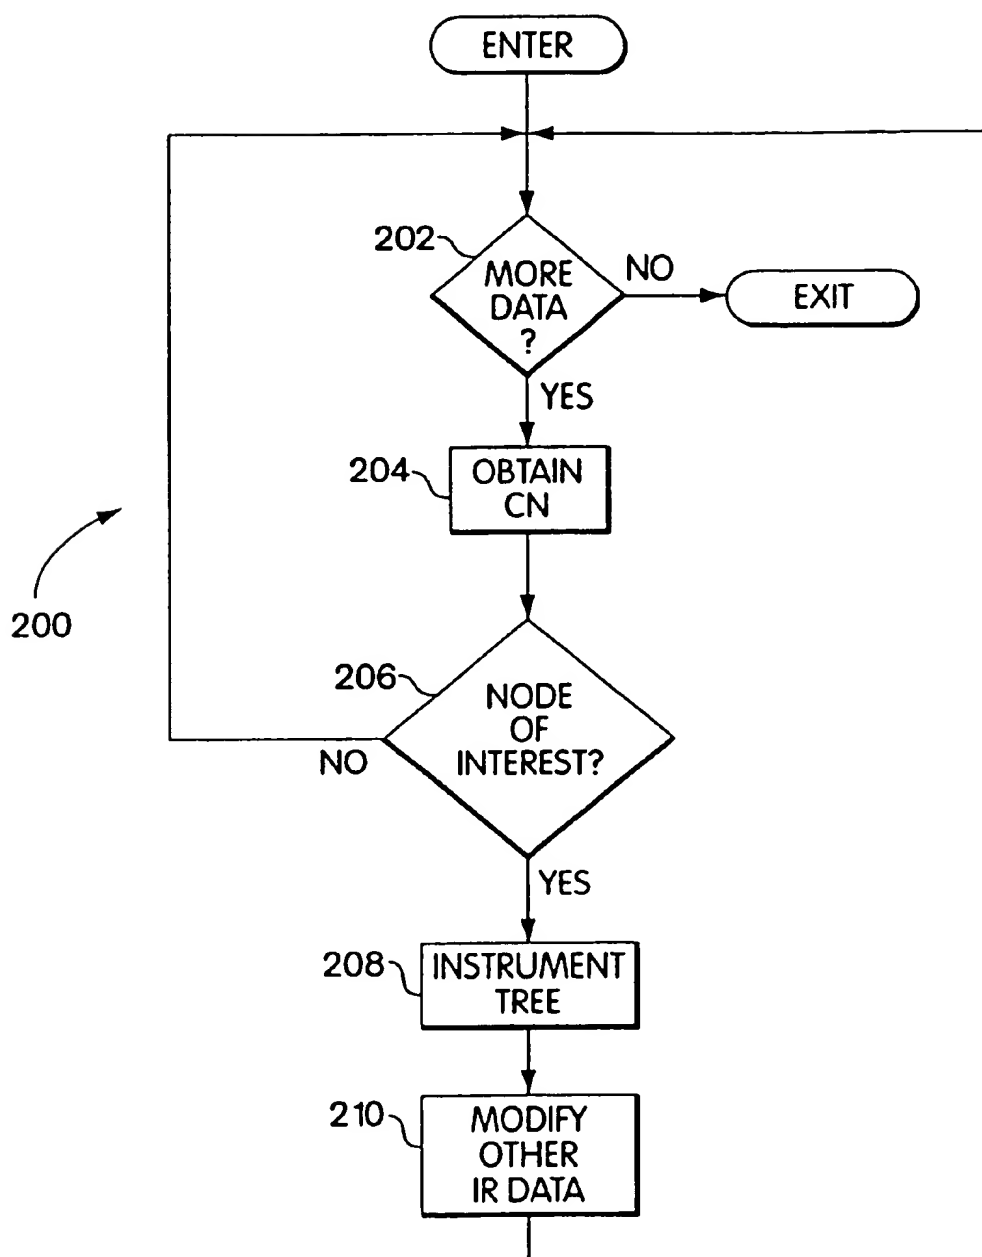 ENTER
202
MORE
DATA
?
NO
EXIT
YES
204
OBTAIN
CN
200
206
NODE
OF
INTEREST?
NO
YES
208
INSTRUMENT
TREE
210
MODIFY
OTHER
IR DATA